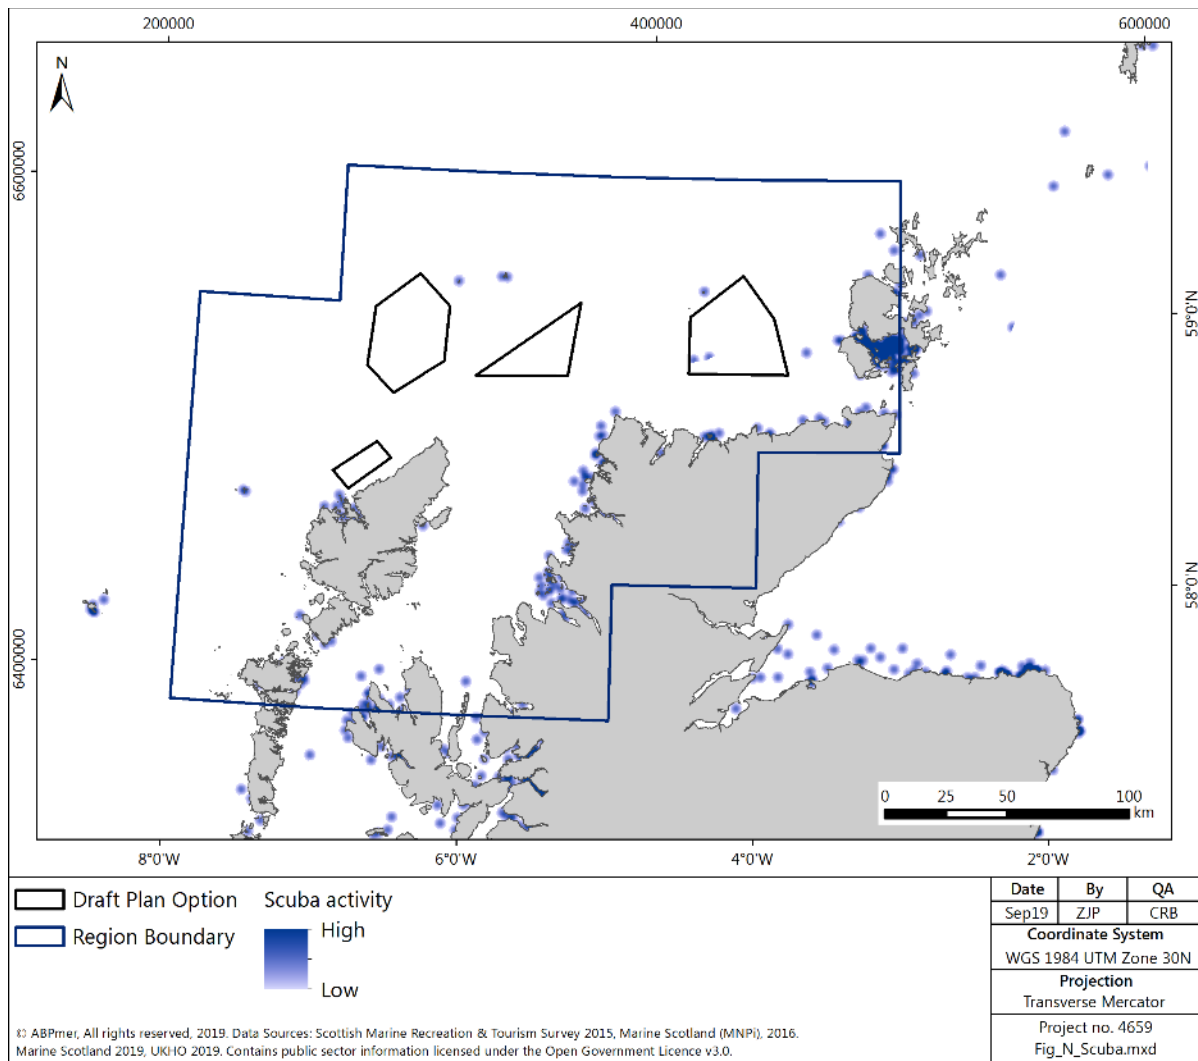 200000
400000
600000
N
6600000
6400000
59°0'N
58°0'N
0
25
50
100
km
8°0'W
6°0'W
4°0'W
2°0'W
Draft Plan Option
Region Boundary
Scuba activity
High
Low
Date By QA
Sep19 ZJP CRB
Coordinate System
WGS 1984 UTM Zone 30N
Projection
Transverse Mercator
Project no. 4659
Fig_N_Scuba.mxd
© ABPmer, All rights reserved, 2019. Data Sources: Scottish Marine Recreation & Tourism Survey 2015, Marine Scotland (MNPi), 2016.
Marine Scotland 2019, UKHO 2019. Contains public sector information licensed under the Open Government Licence v3.0.